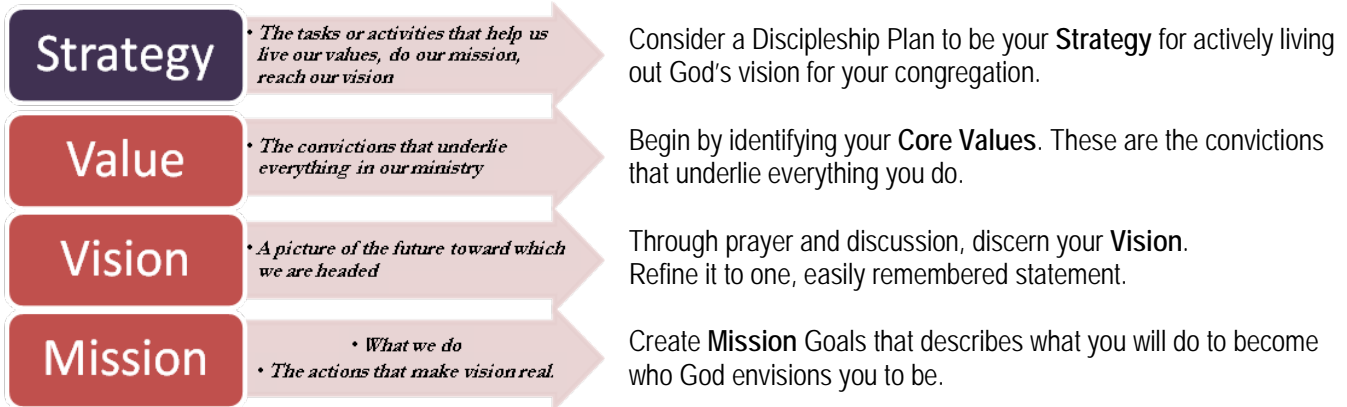 Strategy
• The tasks or activities that help us
live our values, do our mission,
reach our vision
Consider a Discipleship Plan to be your Strategy for actively living
out God's vision for your congregation.
Value
• The convictions that underlie
everything in our ministry
Begin by identifying your Core Values. These are the convictions
that underlie everything you do.
Vision
• A picture of the future toward which
we are headed
Through prayer and discussion, discern your Vision.
Refine it to one, easily remembered statement.
Mission
• What we do
• The actions that make vision real.
Create Mission Goals that describes what you will do to become
who God envisions you to be.